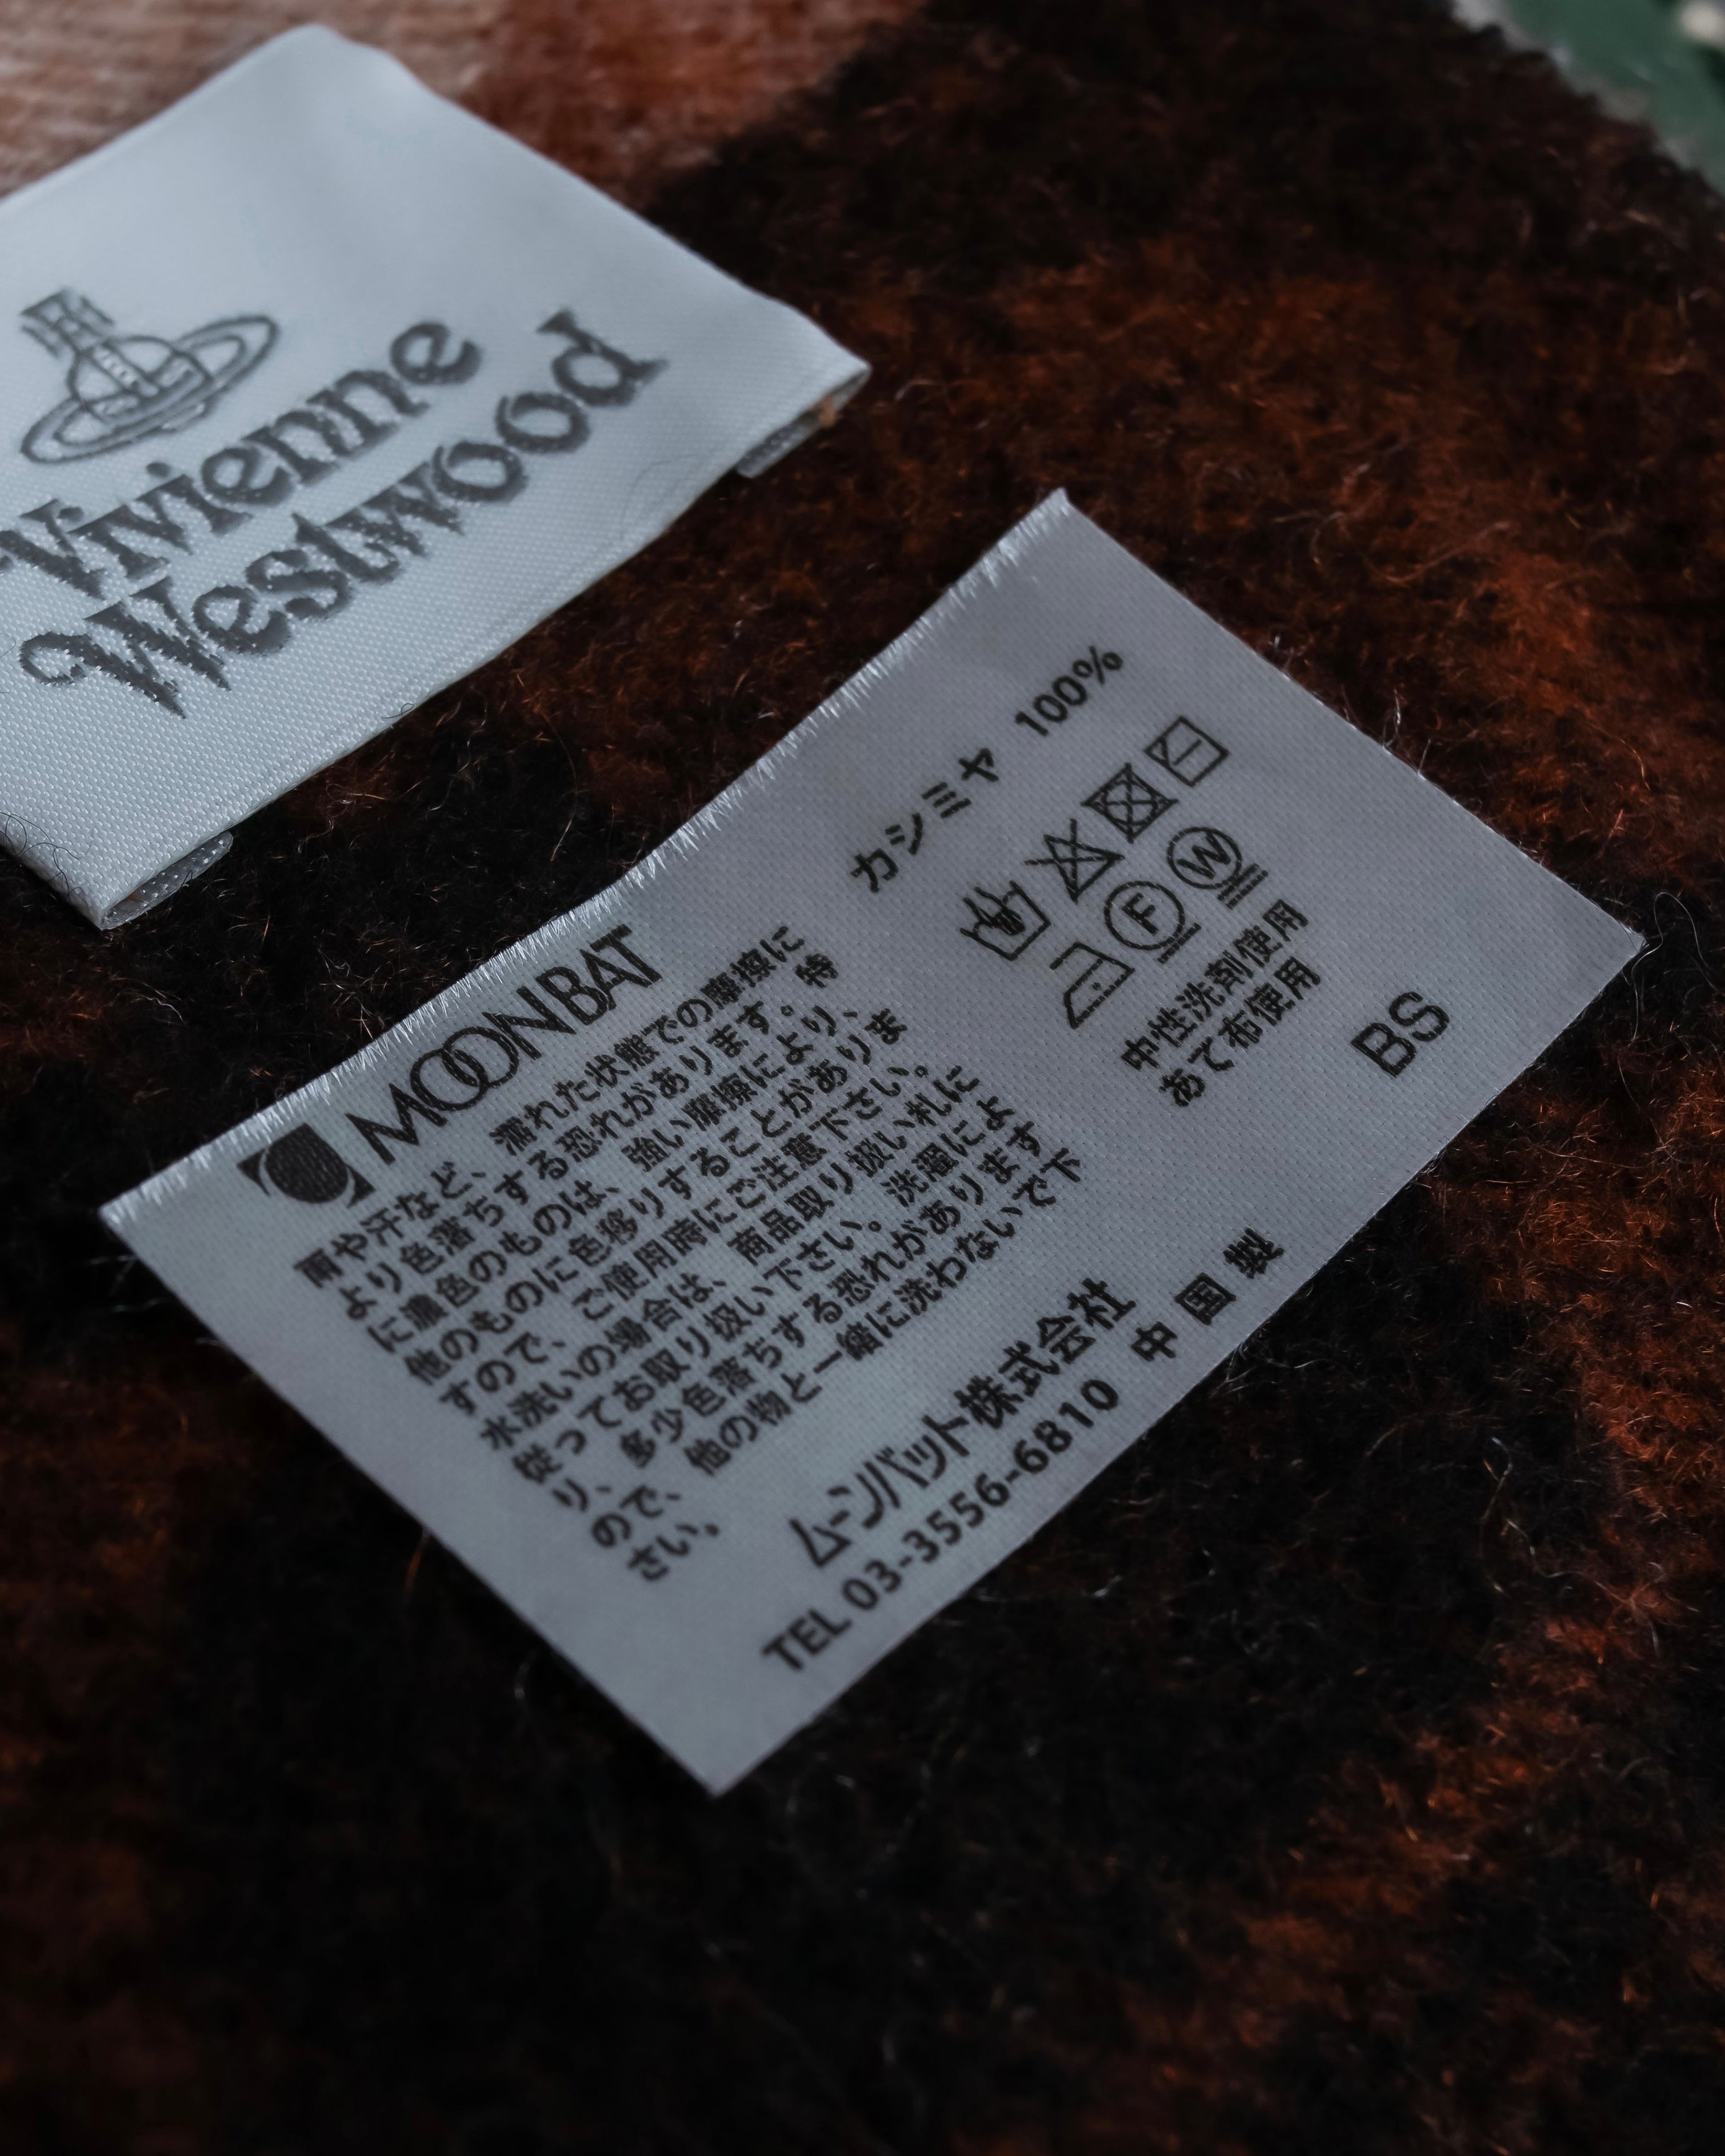 Vivienne
Westwood
カシミヤ 100%
F
W
中性洗剤使用
あて布使用
BS
MOONBAT
雨や汗など、濡れた状態での摩擦に
より色落ちする恐れがあります。特
に濃色のものは、強い摩擦により、
他のものに色移りすることがありま
すので、ご使用時にご注意下さい。
水洗いの場合は、商品取り扱い札に
従ってお取り扱い下さい。洗濯によ
り、多少色落ちする恐れがあります
ので、他の物と一緒に洗わないで下
さい。
ムーンバット株式会社
TEL 03-3556-6810
中国製